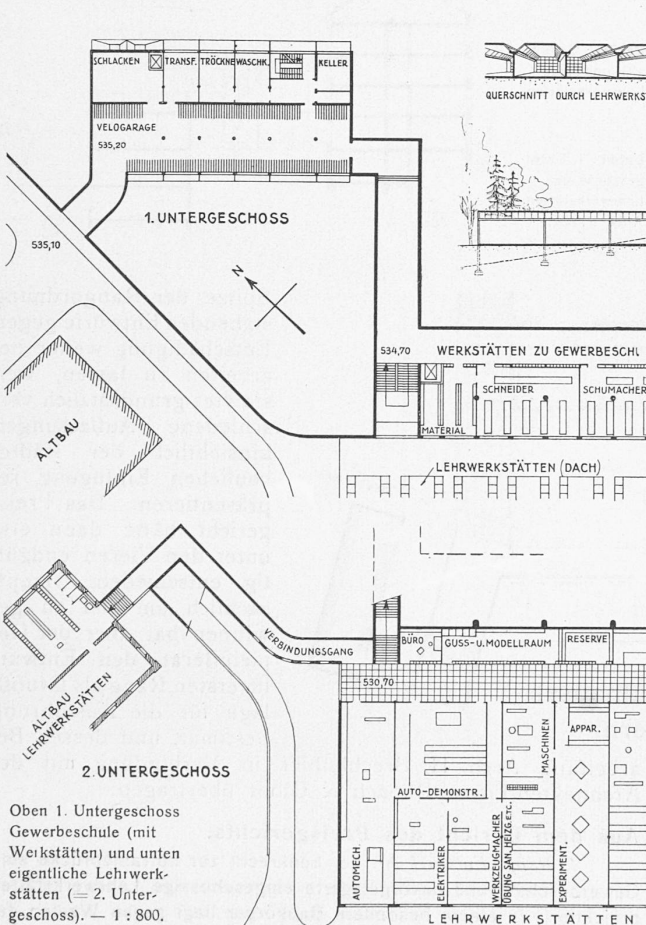 SCHLACKEN TRANSF. TRÖCKNE WASCHK. KELLER
VELOGARAGE
535,20
QUERSCHNITT DURCH LEHRWERKS
1. UNTERGESCHOSS
535,10
N
534,70 WERKSTÄTTEN ZU GEWERBESCHU
SCHNEIDER SCHUMACHER
MATERIAL
ALTBAU
LEHRWERKSTÄTTEN (DACH)
VERBINDUNGSGANG
BÜRO GUSS-U. MODELLRAUM RESERVE
530,70
ALTBAU
LEHRWERKSTÄTTEN
2. UNTERGESCHOSS
AUTO-DEMONSTR.
MASCHINEN
APPAR.
AUTOMECH.
ELEKTRIKER
WERKZEUGMACHER
ÜBUNG SAN. HEIZG. ETC.
EXPERIMENT.
LEHRWERKSTÄTTEN
Oben 1. Untergeschoss
Gewerbeschule (mit
Werkstätten) und unten
eigentliche Lehrwerk-
stätten (= 2. Unter-
geschoss). — 1 : 800.